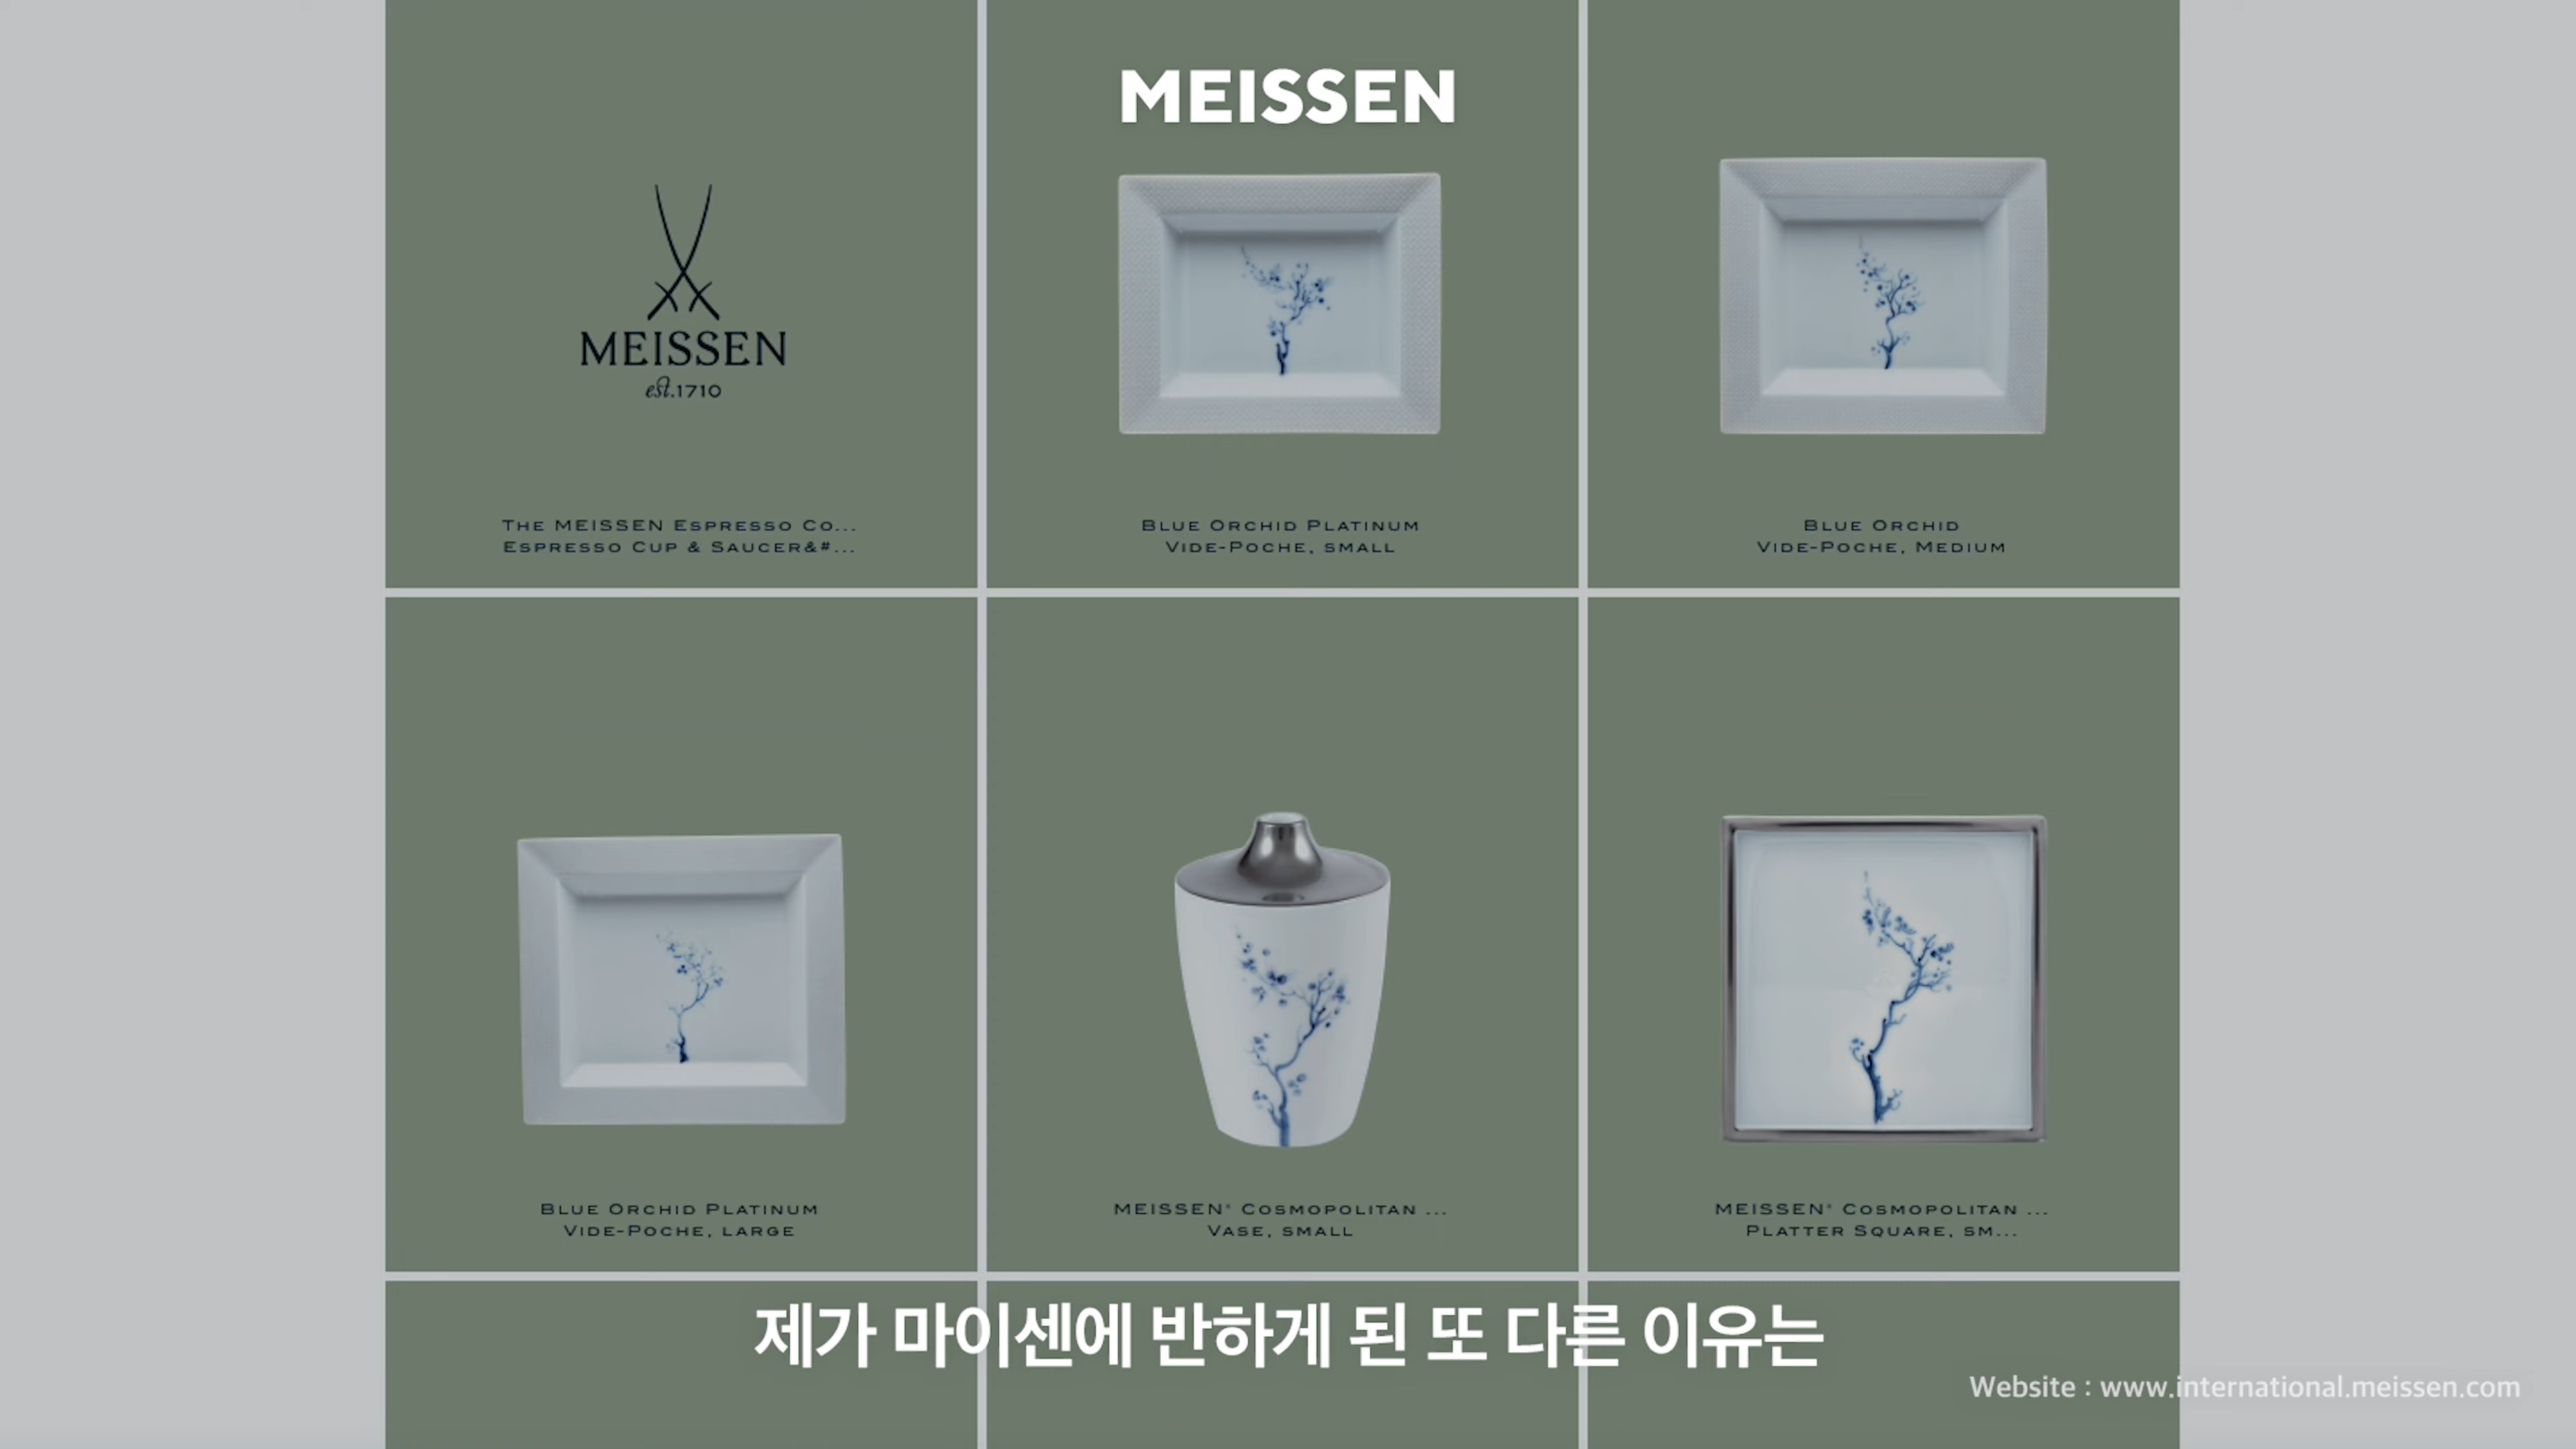 MEISSEN
MEISSEN
est.1710
THE MEISSEN ESPRESSO CO...
ESPRESSO CUP & SAUCER&#...
BLUE ORCHID PLATINUM
VIDE-POCHE, SMALL
BLUE ORCHID
VIDE-POCHE, MEDIUM
BLUE ORCHID PLATINUM
VIDE-POCHE, LARGE
MEISSEN® COSMOPOLITAN ...
VASE, SMALL
MEISSEN® COSMOPOLITAN ...
PLATTER SQUARE, SM...
제가 마이센에 반하게 된 또 다른 이유는
Website : www.international.meissen.com